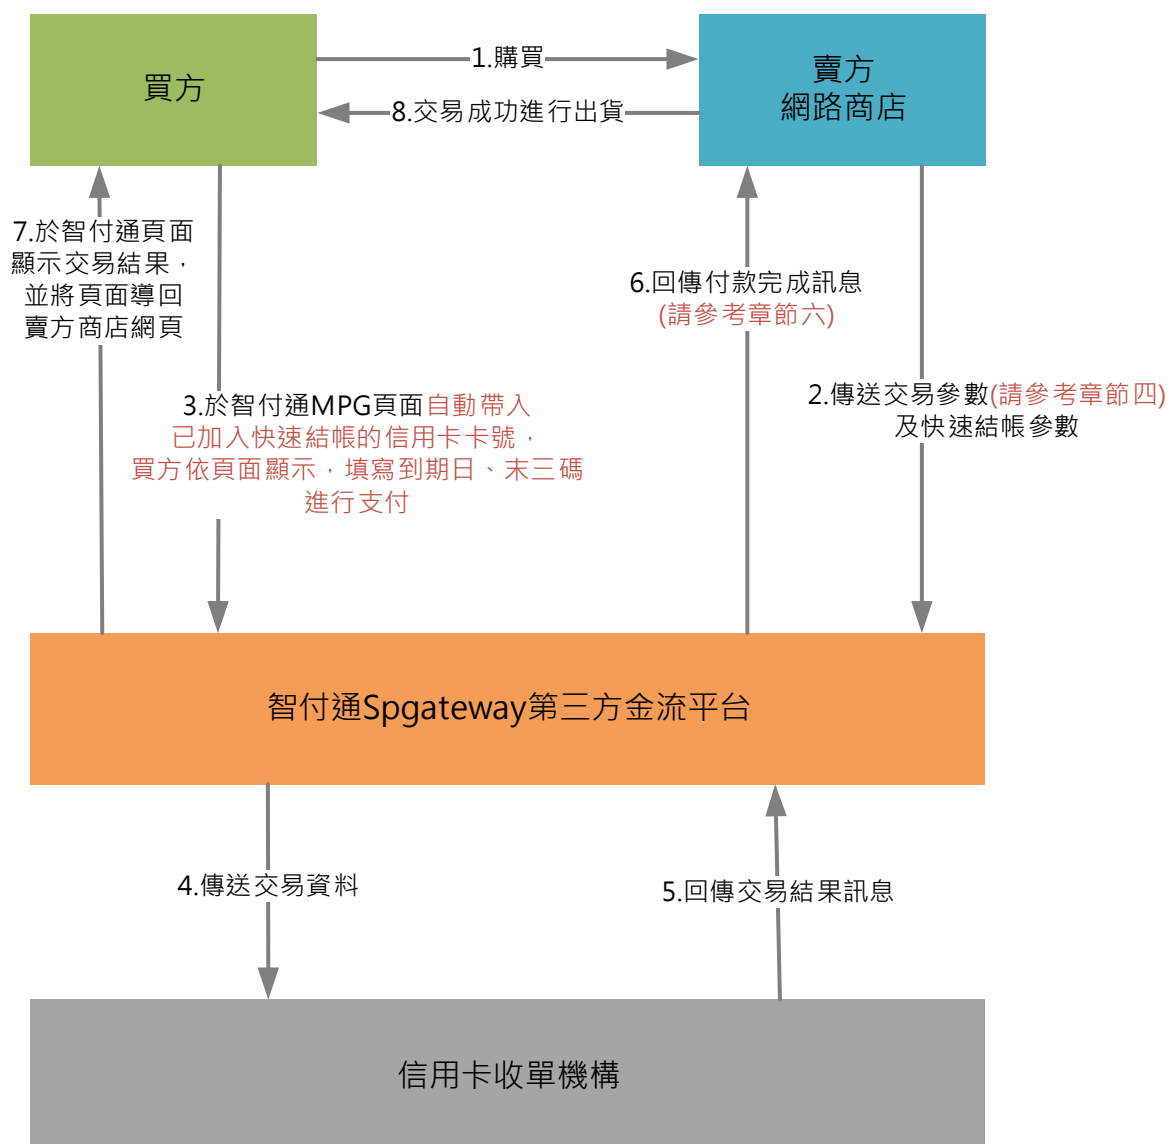 買方
1.購買
賣方
網路商店
8.交易成功進行出貨
7.於智付通頁面
顯示交易結果，
並將頁面導回
賣方商店網頁
6.回傳付款完成訊息
(請參考章節六)
2.傳送交易參數(請參考章節四)
及快速結帳參數
3.於智付通MPG頁面自動帶入
已加入快速結帳的信用卡卡號，
買方依頁面顯示，填寫到期日、末三碼
進行支付
智付通Spgateway第三方金流平台
4.傳送交易資料
5.回傳交易結果訊息
信用卡收單機構